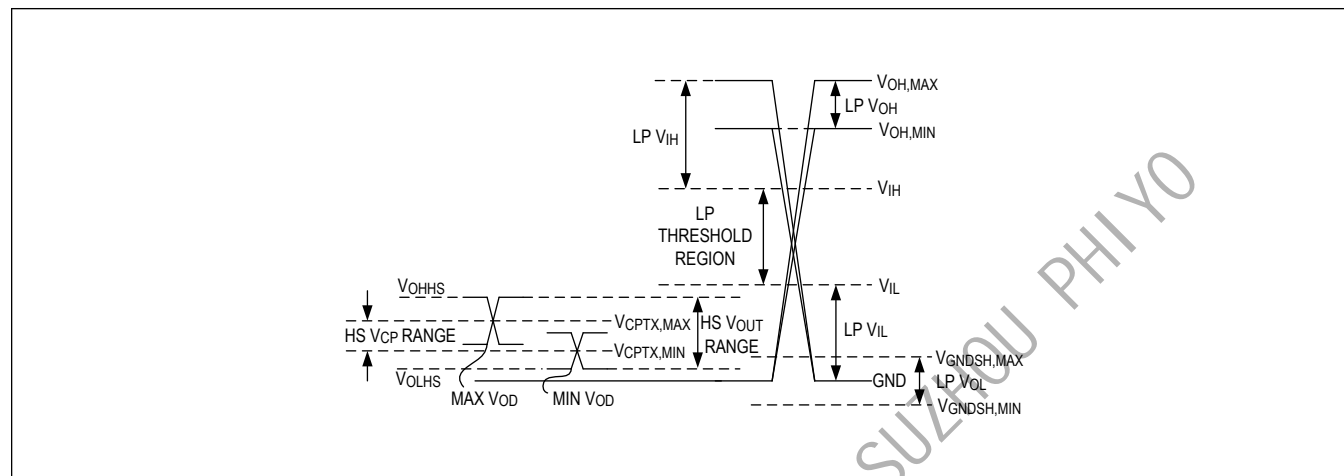 VOH,MAX
LP VOH
VOH,MIN
LP VIH
VIH
LP
THRESHOLD
REGION
VOHHS
VIL
VCPTX,MAX
HS VCP RANGE
HS VOUT
RANGE
LP VIL
VCPTX,MIN
VGNDSH,MAX
VOLHS
GND
LP VOL
MAX VOD
MIN VOD
VGNDSH,MIN
SUZHOU PHI YO